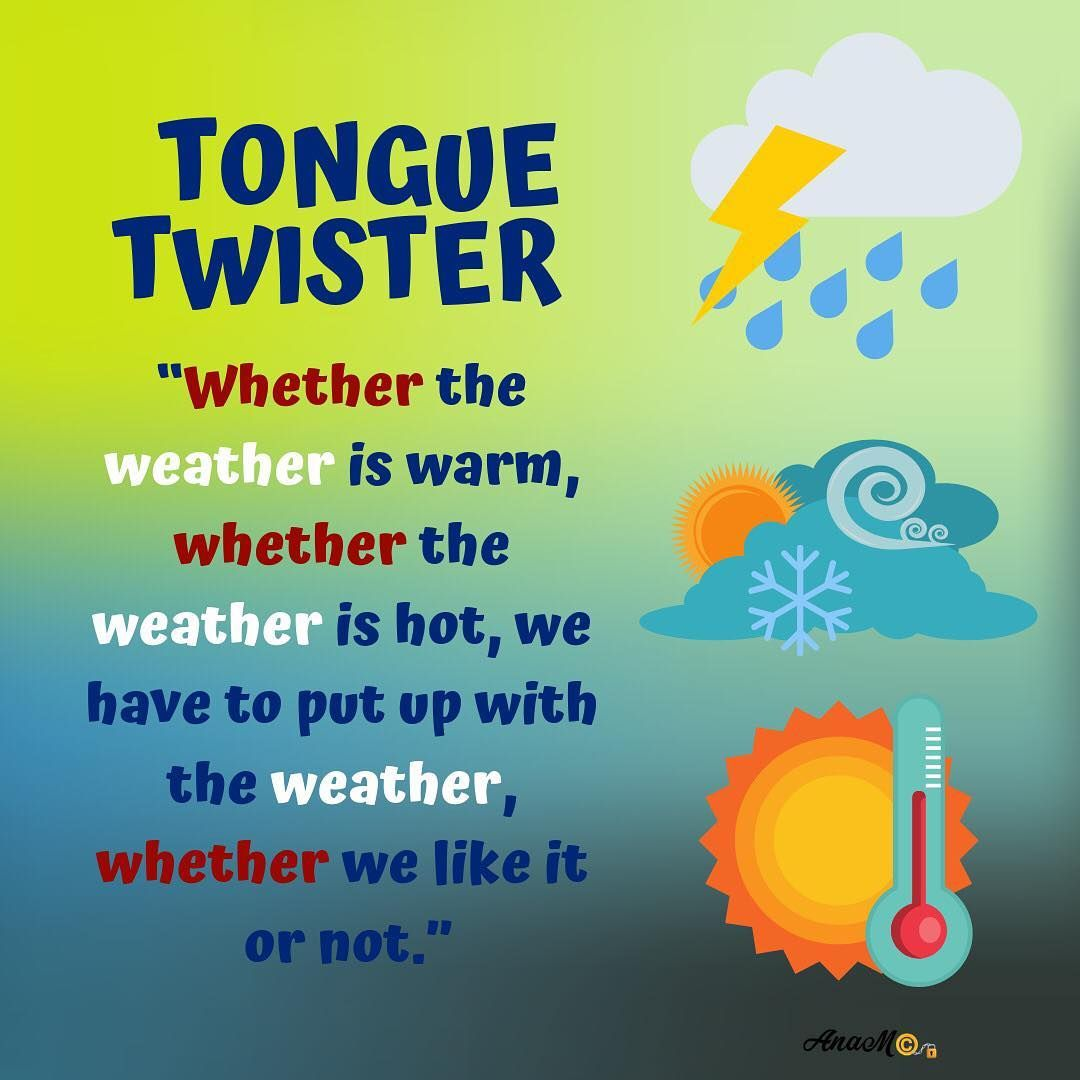 TONGUE
TWISTER
"Whether the
weather is warm,
whether the
weather is hot, we
have to put up with
the weather,
whether we like it
or not."
AnaM©